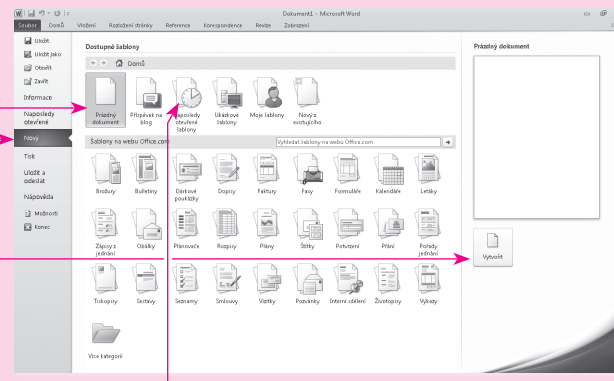 Dokument1 - Microsoft Word
Soubor Domů Vložení Rozložení stránky Reference Korespondence Revize Zobrazení
Uložit
Uložit jako
Otevřít
Zavřít
Informace
Naposledy otevřené
Nový
Tisk
Uložit a odeslat
Nápověda
Možnosti
Konec
Dostupné šablony
Domů
Prázdný dokument
Příspěvek na blog
Naposledy otevřené šablony
Ukázkové šablony
Moje šablony
Nový z existujícího
Šablony na webu Office.com
Vyhledat šablony na webu Office.com
Brožury
Bulletiny
Dárkové poukázky
Dopisy
Faktury
Faxy
Formuláře
Kalendáře
Letáky
Zápisy z jednání
Obálky
Plánovače
Rozpisy
Plány
Štítky
Potvrzení
Přání
Pořady jednání
Tiskopisy
Sestavy
Seznamy
Smlouvy
Vizitky
Pozvánky
Interní sdělení
Životopisy
Výkazy
Více kategorií
Prázdný dokument
Vytvořit